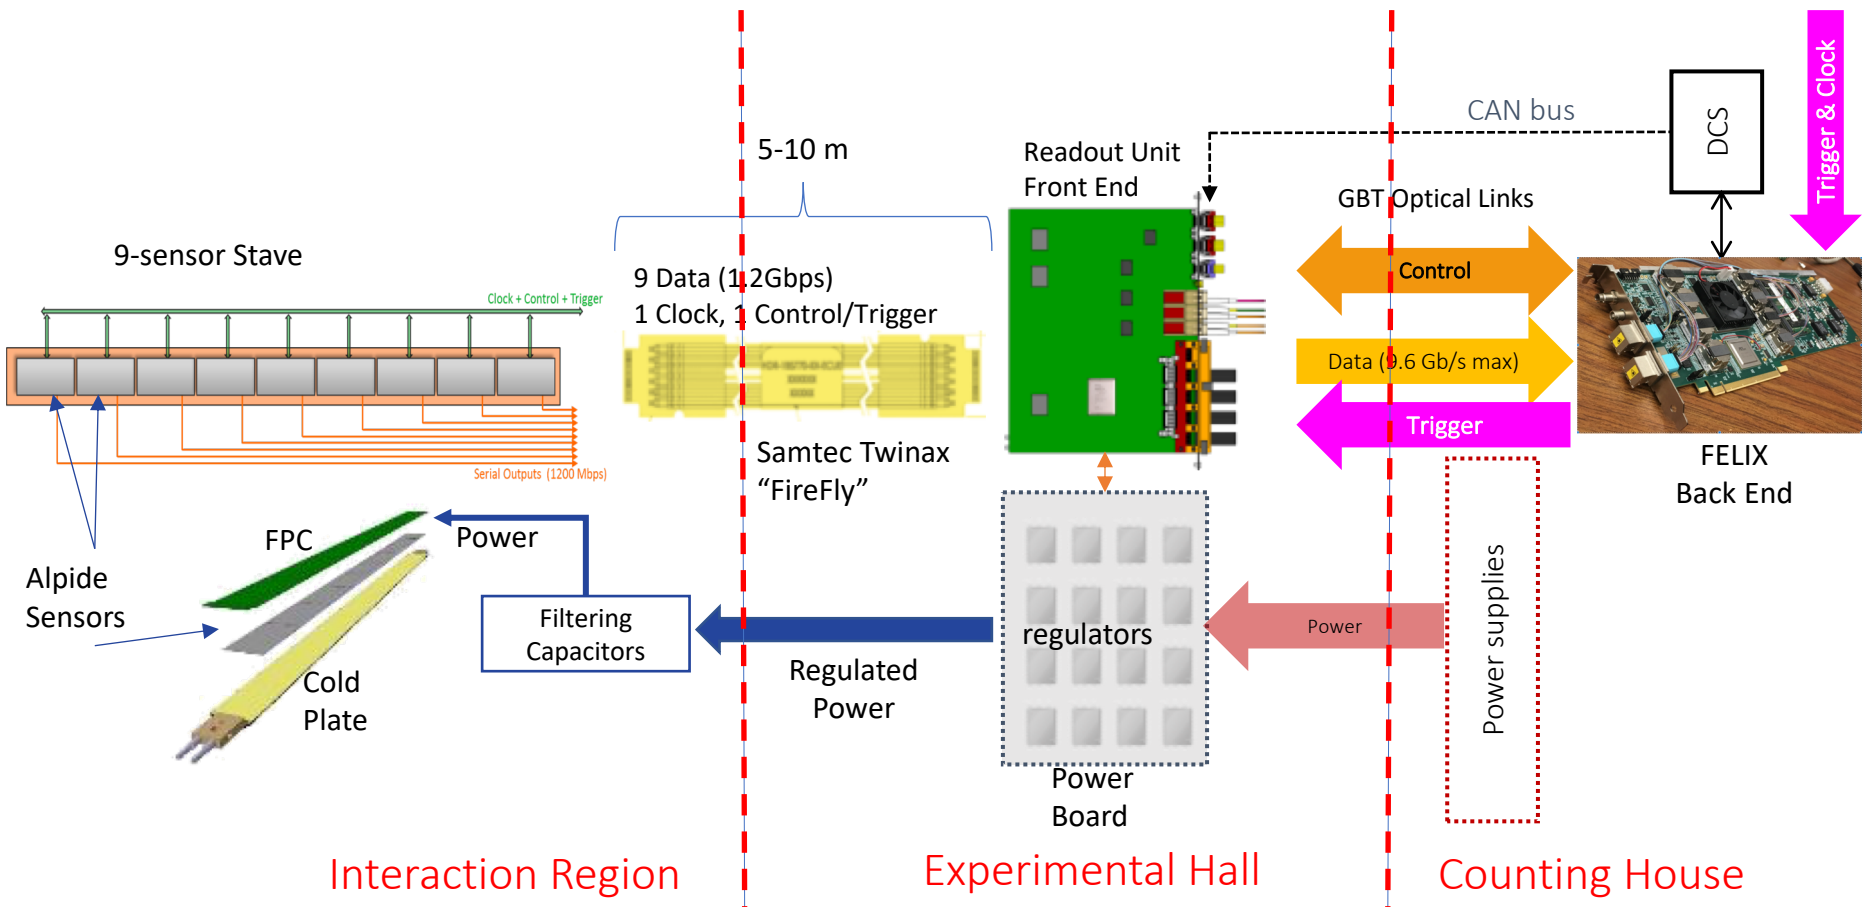 CAN bus
DCS
Trigger & Clock
5-10 m
Readout Unit
Front End
GBT Optical Links
9-sensor Stave
Control
9 Data (1.2Gbps)
1 Clock, 1 Control/Trigger
Clock + Control + Trigger
Data (9.6 Gb/s max)
Trigger
Samtec Twinax
“FireFly”
FELIX
Back End
Serial Outputs (1200 Mbps)
FPC
Power
Alpide
Sensors
Filtering
Capacitors
regulators
Power
Power supplies
Regulated
Power
Cold
Plate
Power
Board
Interaction Region
Experimental Hall
Counting House